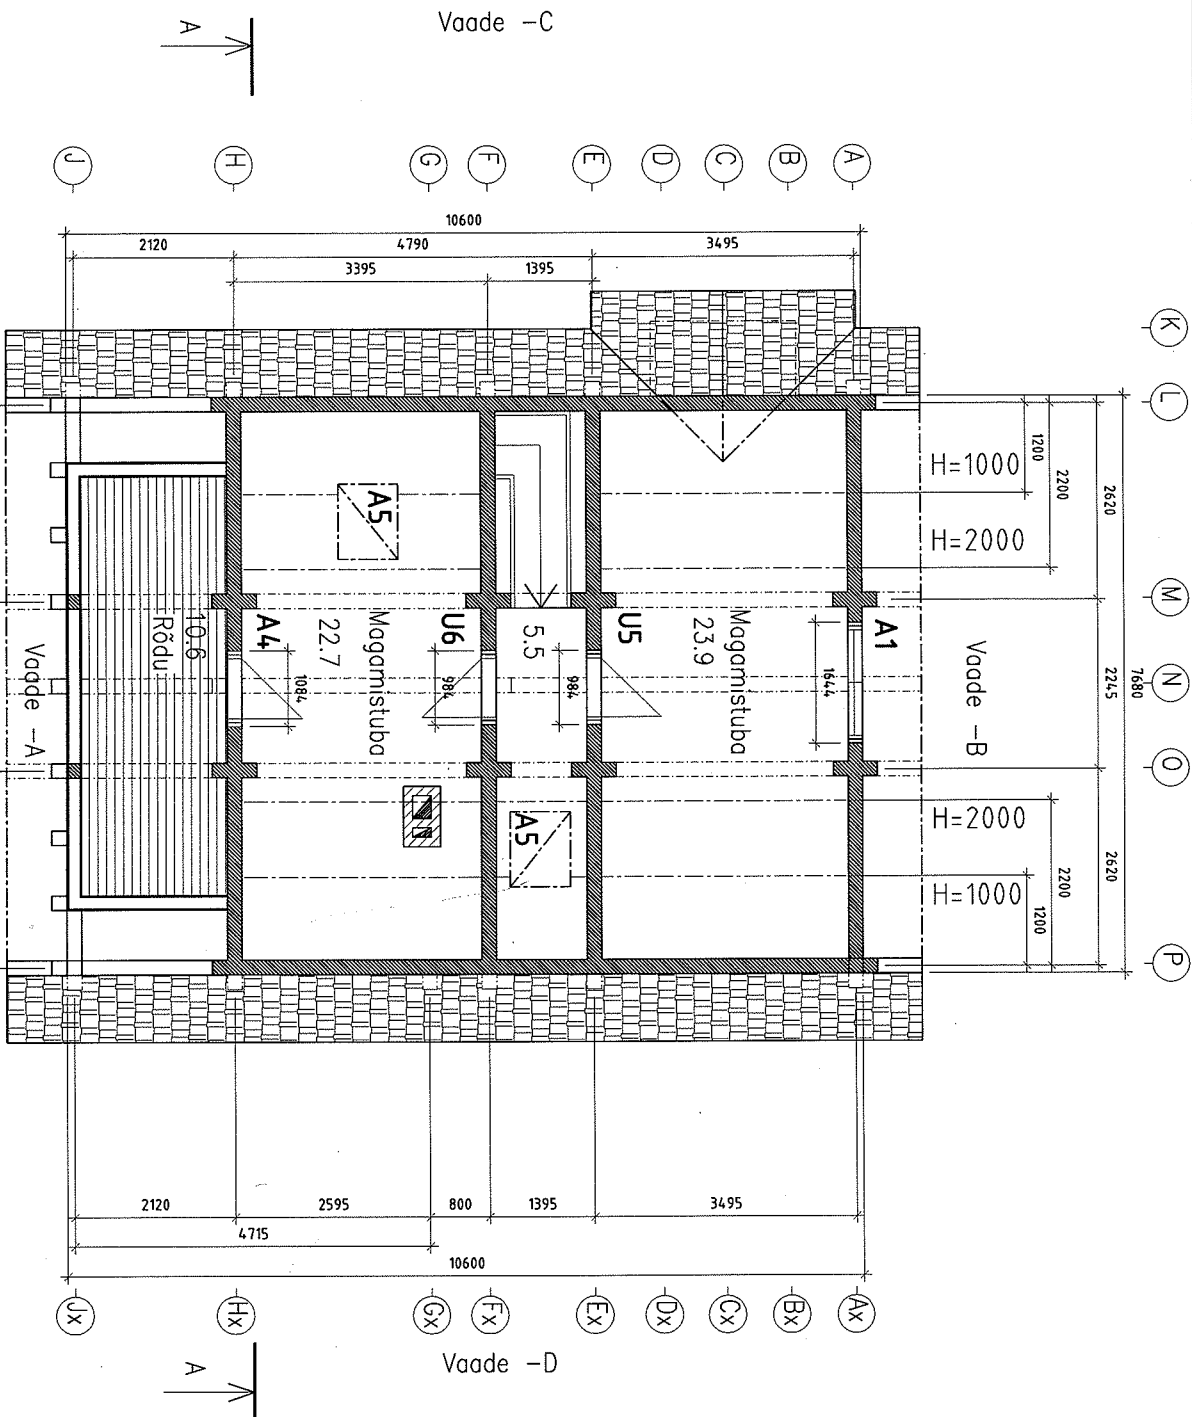 Vaade -C
A
J
H
G
F
E
D
C
B
A
10600
2120
4790
3495
3395
1395
K
L
M
N
O
P
H=1000
H=2000
1200
2200
2620
7680
2245
2620
Vaade -B
H=2000
H=1000
2200
1200
A5
A1
1644
Magamistuba
23.9
U5
984
5.5
U6
984
Magamistuba
22.7
A4
1084
10.6
Rõdu
Vaade -A
A5
2120
2595
800
1395
3495
4715
10600
Jx
Hx
Gx
Fx
Ex
Dx
Cx
Bx
Ax
Vaade -D
A